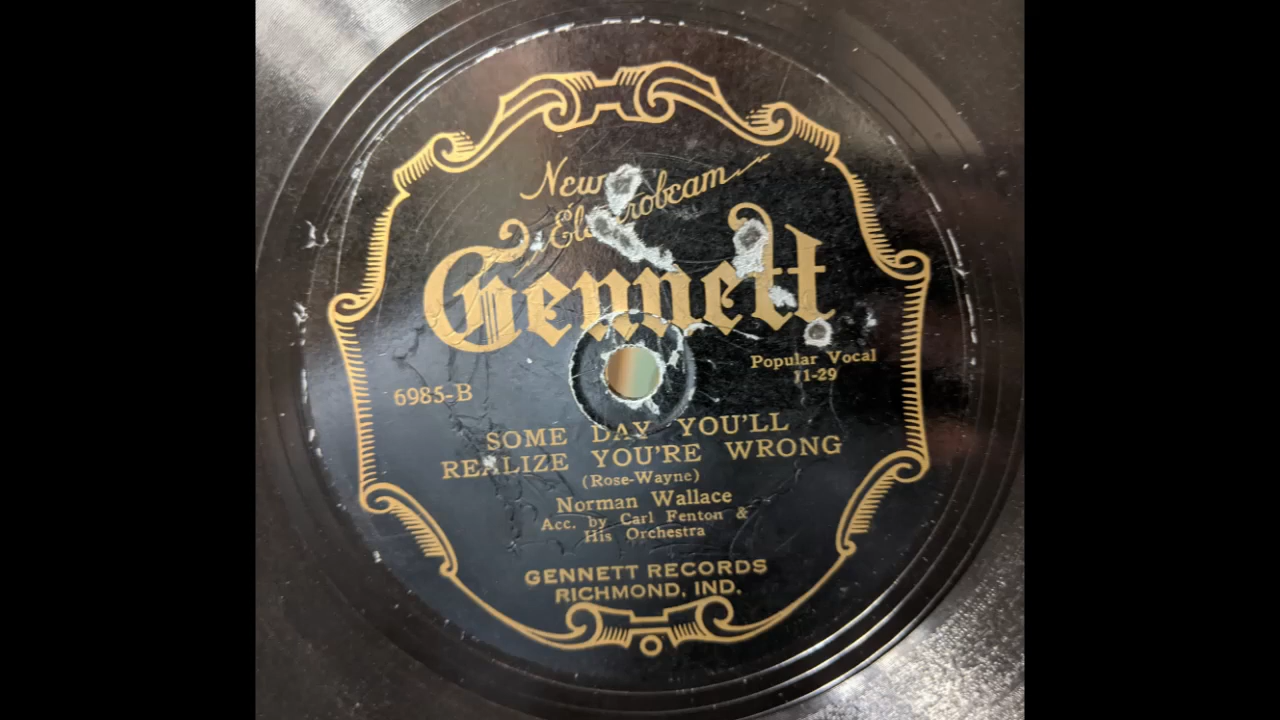 New
Electrobeam
Gennett
Popular Vocal
11-29
6985-B
SOME DAY YOU'LL
REALIZE YOU'RE WRONG
(Rose-Wayne)
Norman Wallace
Acc. by Carl Fenton &
His Orchestra
GENNETT RECORDS
RICHMOND, IND.